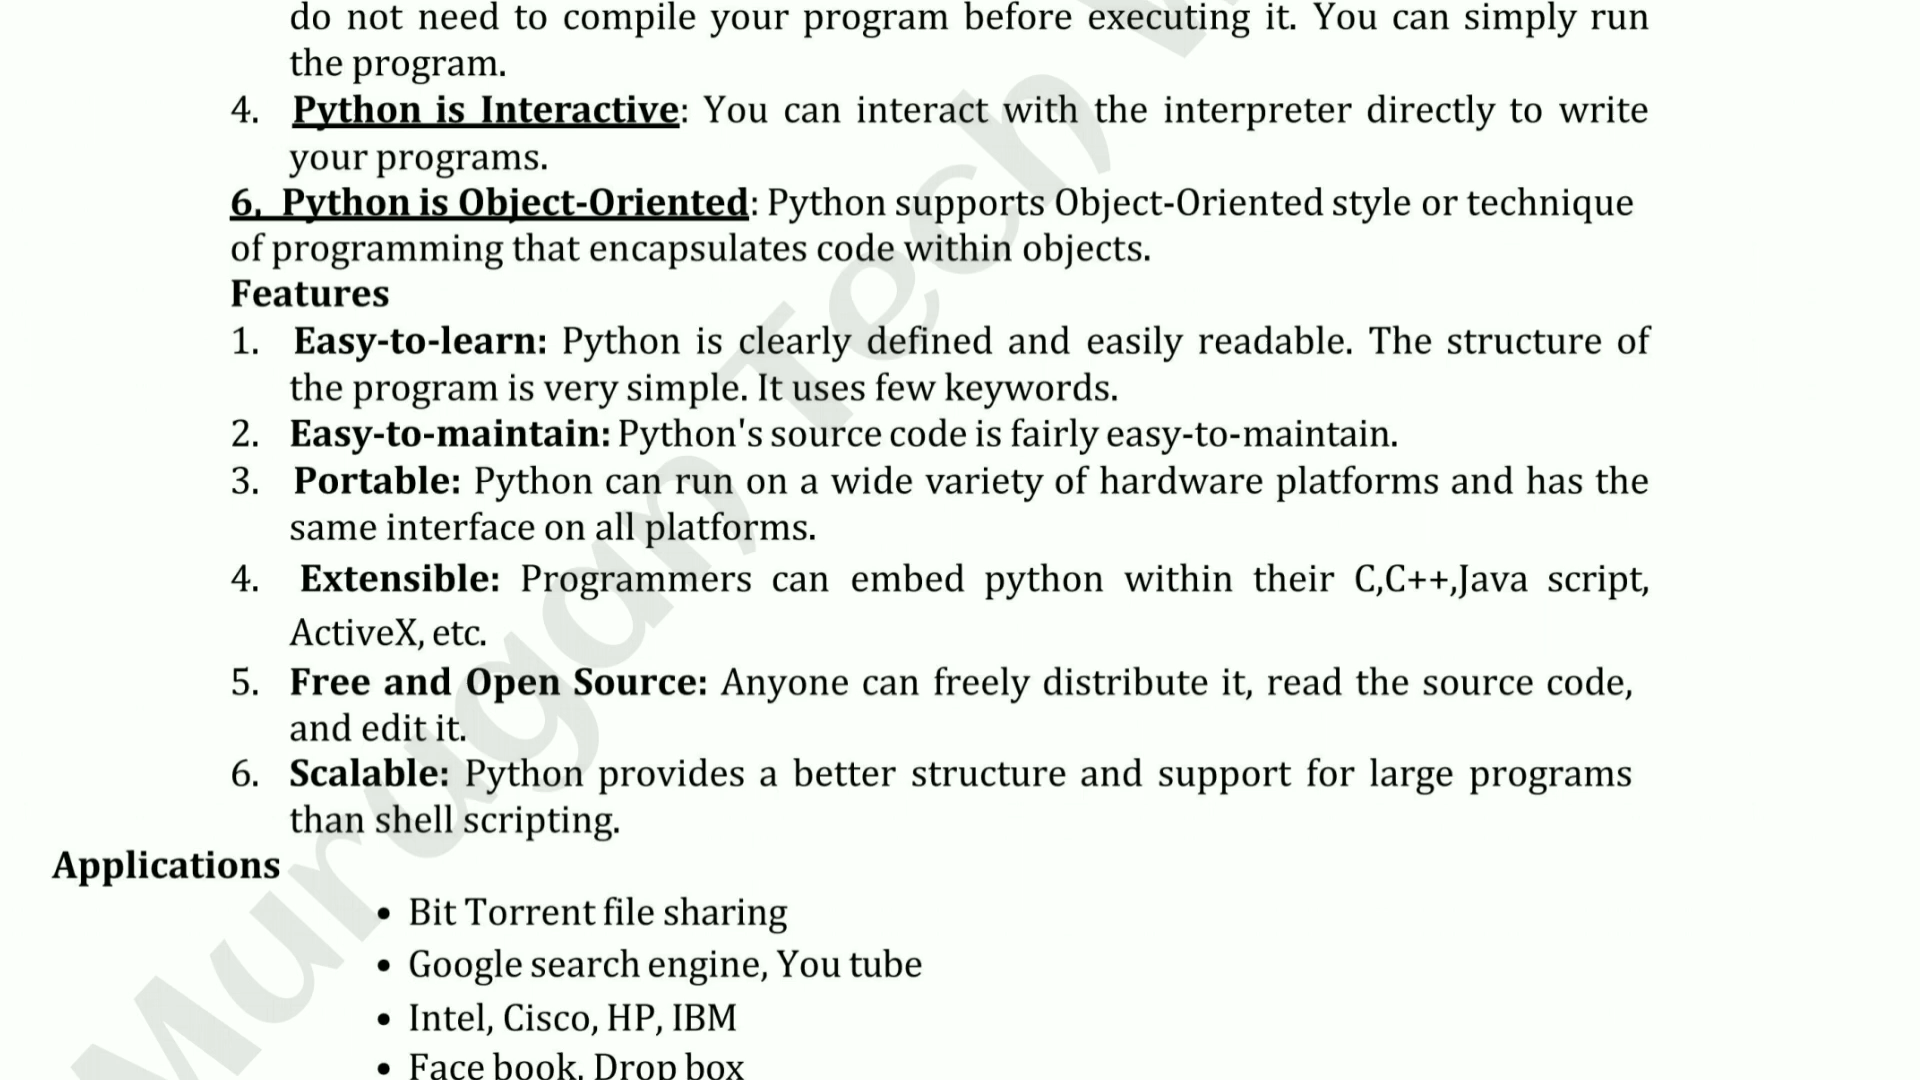 do not need to compile your program before executing it. You can simply run
the program.
4. Python is Interactive: You can interact with the interpreter directly to write
your programs.
6. Python is Object-Oriented: Python supports Object-Oriented style or technique
of programming that encapsulates code within objects.
Features
1. Easy-to-learn: Python is clearly defined and easily readable. The structure of
the program is very simple. It uses few keywords.
2. Easy-to-maintain: Python's source code is fairly easy-to-maintain.
3. Portable: Python can run on a wide variety of hardware platforms and has the
same interface on all platforms.
4. Extensible: Programmers can embed python within their C,C++,Java script,
ActiveX, etc.
5. Free and Open Source: Anyone can freely distribute it, read the source code,
and edit it.
6. Scalable: Python provides a better structure and support for large programs
than shell scripting.
Applications
• Bit Torrent file sharing
• Google search engine, You tube
• Intel, Cisco, HP, IBM
• Face book, Drop box
Murugan Tech